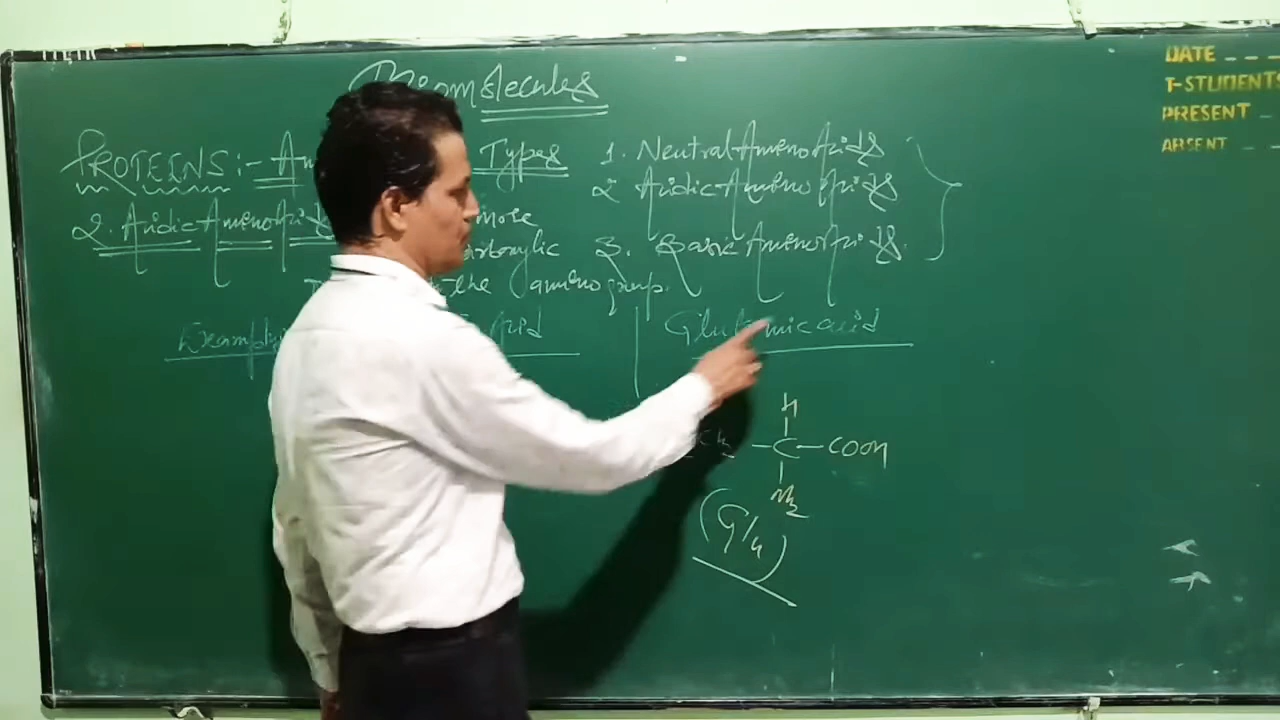 Biomolecules
PROTEINS:- Am Types
1. Neutral Amino Acids
2. Acidic Amino Acids
3. Basic Amino Acids
2. Acidic Amino Acids more
carboxylic
the amino group.
Example Acid
Glutamic acid
H
CH2 - C - COOH
NH2
(Glu)
DATE _ _ _
T-STUDENTS
PRESENT _
ABSENT _ _